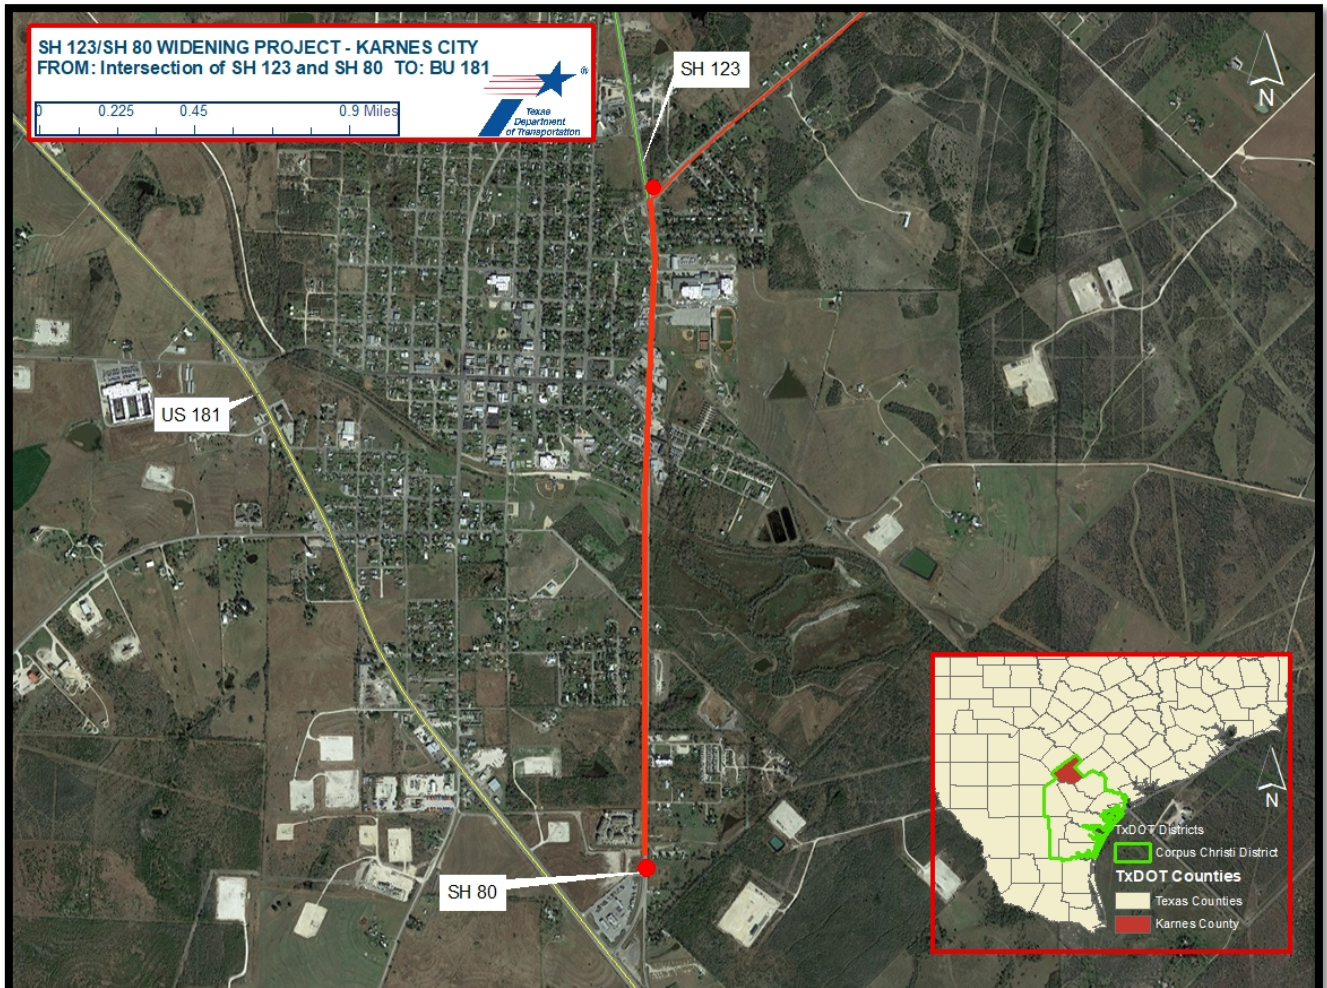 SH 123/SH 80 WIDENING PROJECT - KARNES CITY
FROM: Intersection of SH 123 and SH 80 TO: BU 181
0 0.225 0.45 0.9 Miles
®
Texas
Department
of Transportation
SH 123
N
US 181
SH 80
N
TxDOT Districts
Corpus Christi District
TxDOT Counties
Texas Counties
Karnes County